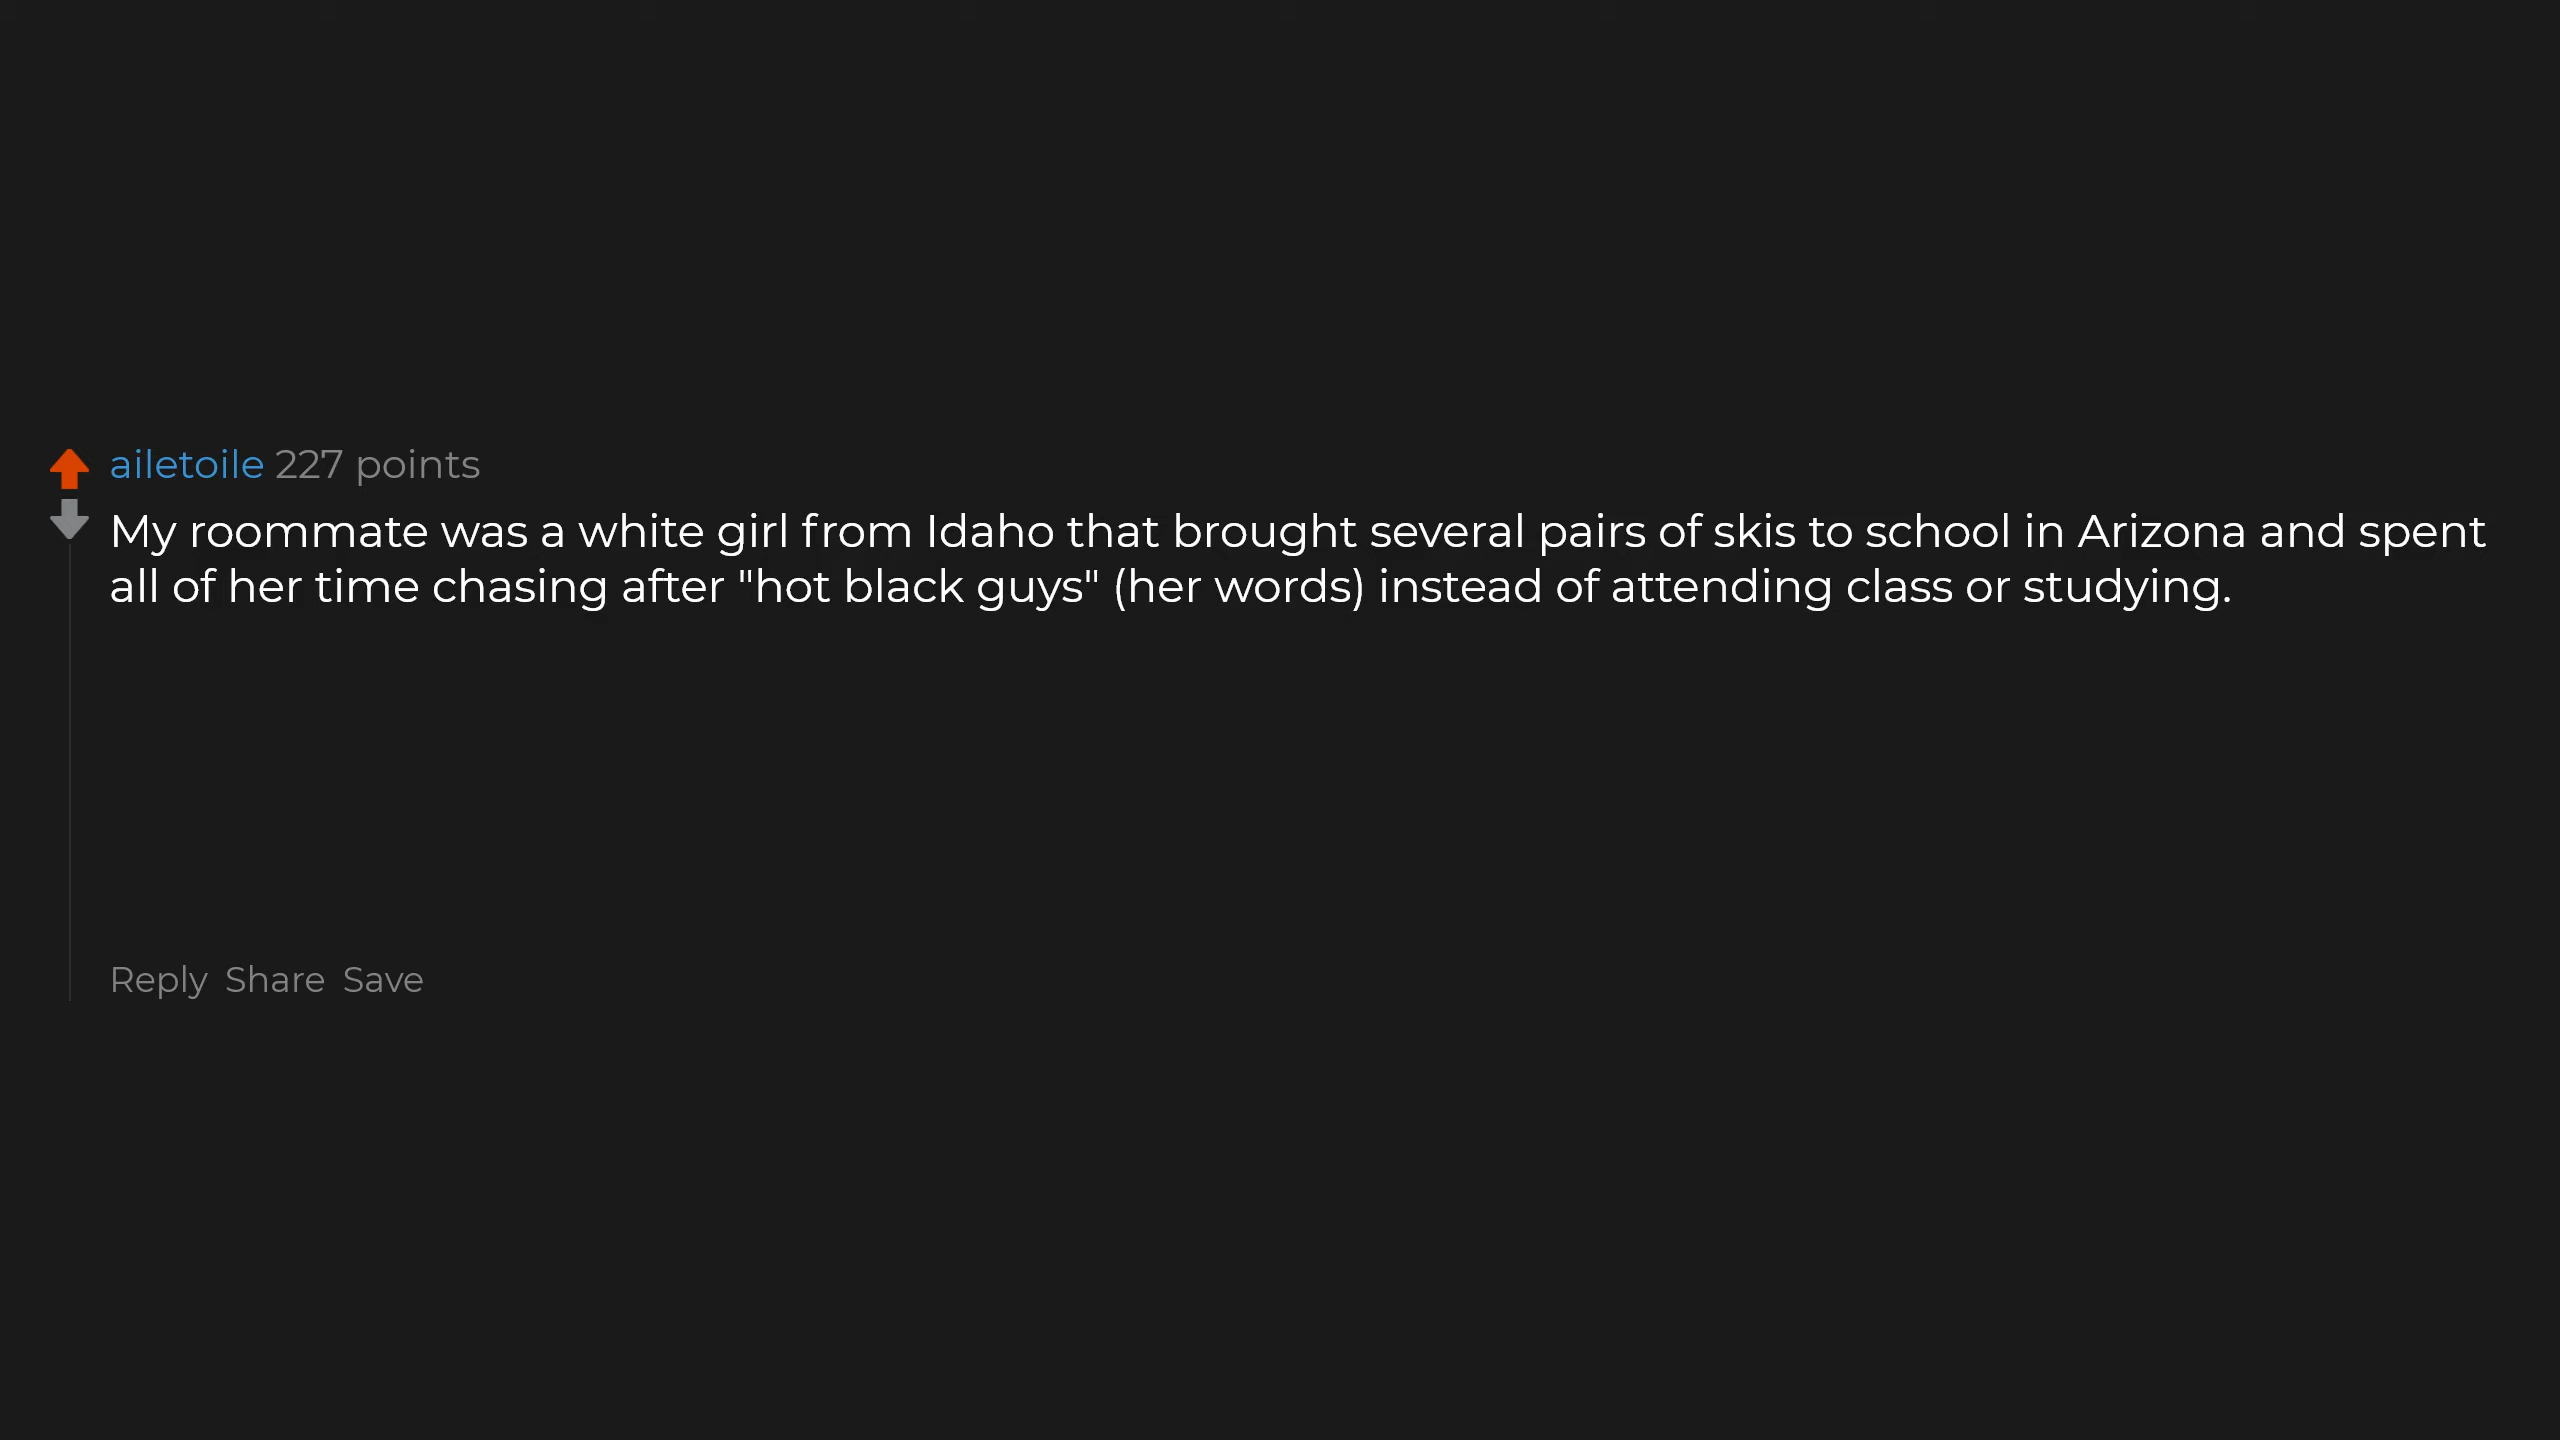 ailetoile 227 points
My roommate was a white girl from Idaho that brought several pairs of skis to school in Arizona and spent
all of her time chasing after "hot black guys" (her words) instead of attending class or studying.
Reply Share Save